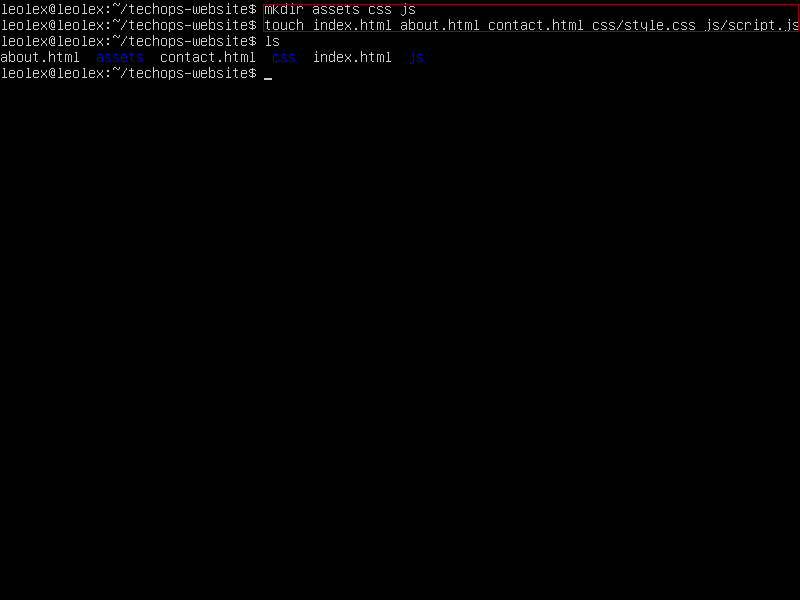 leolex@leolex:~/techops-website$ mkdir assets css js
leolex@leolex:~/techops-website$ touch index.html about.html contact.html css/style.css js/script.js
leolex@leolex:~/techops-website$ ls
about.html  assets  contact.html  css  index.html  js
leolex@leolex:~/techops-website$ _